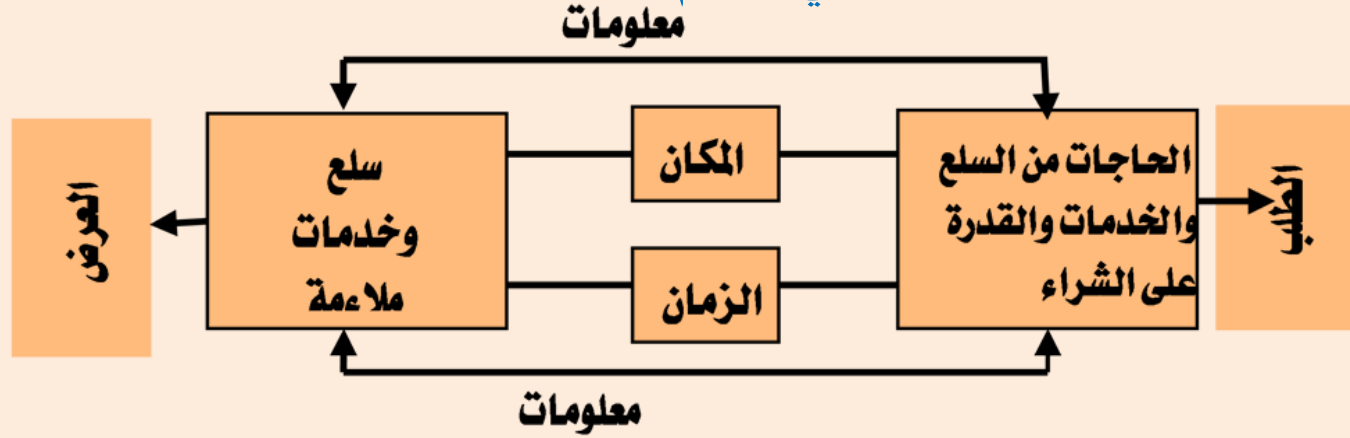 معلومات
الطلب
الحاجات من السلع
والخدمات والقدرة
على الشراء
المكان
الزمان
سلع
وخدمات
ملاءمة
العرض
معلومات